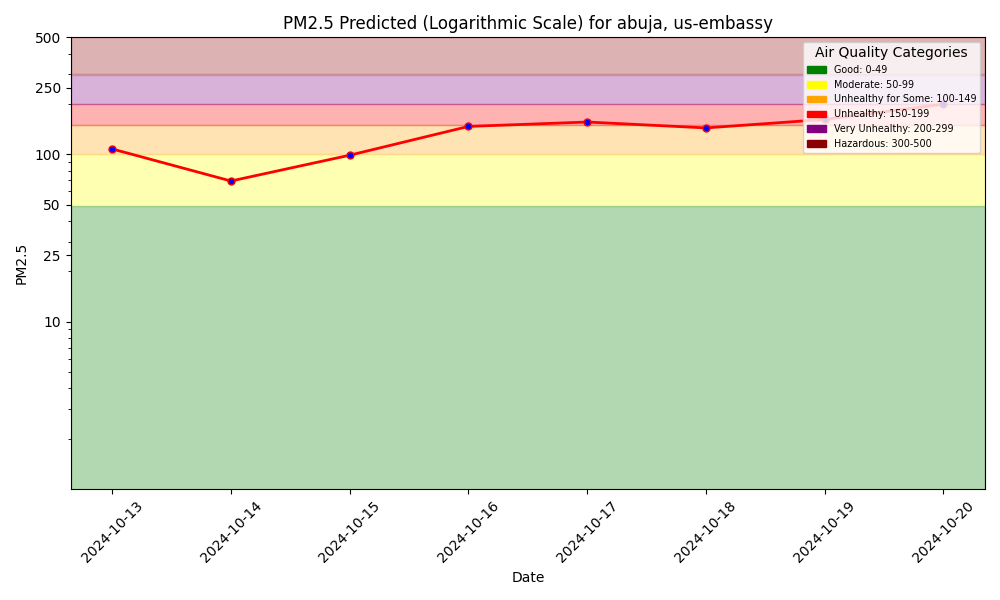 PM2.5 Predicted (Logarithmic Scale) for abuja, us-embassy
500
250
100
50
25
10
PM2.5
Air Quality Categories
Good: 0-49
Moderate: 50-99
Unhealthy for Some: 100-149
Unhealthy: 150-199
Very Unhealthy: 200-299
Hazardous: 300-500
2024-10-13
2024-10-14
2024-10-15
2024-10-16
2024-10-17
2024-10-18
2024-10-19
2024-10-20
Date